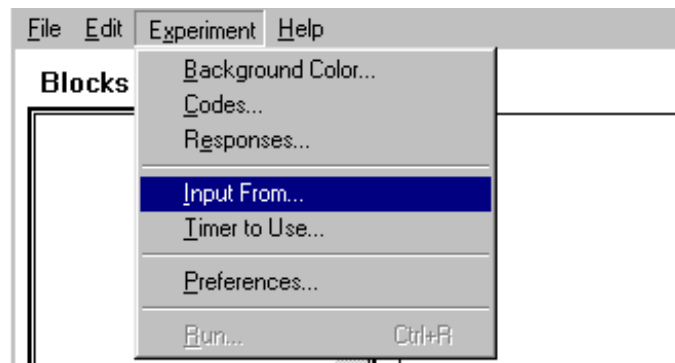 File Edit Experiment Help
Blocks
Background Color...
Codes...
Responses...
Input From...
Timer to Use...
Preferences...
Run... Ctrl+R